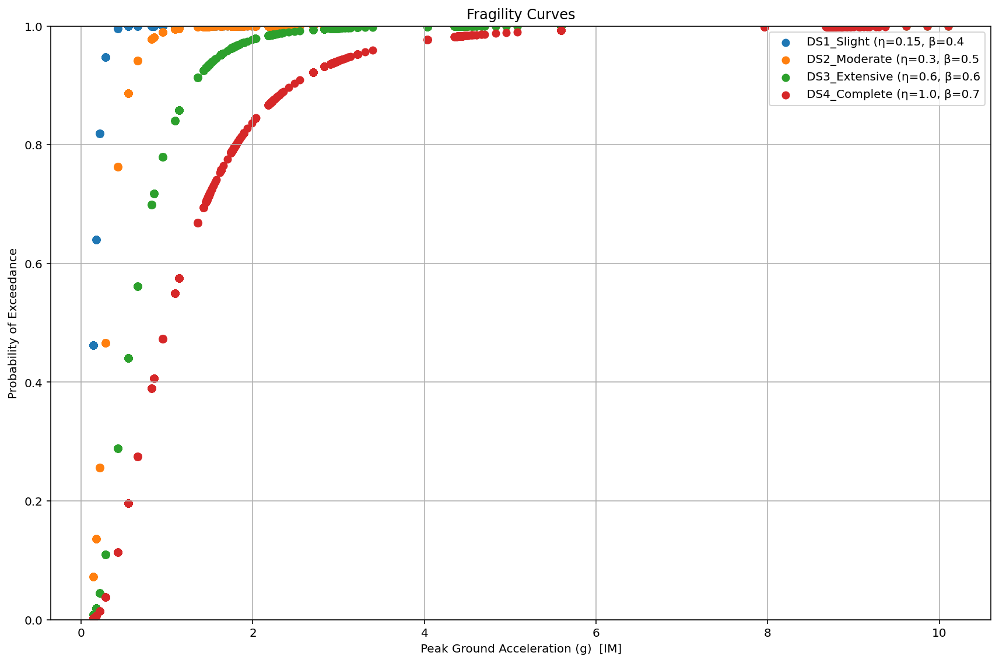 Fragility Curves
1.0
0.8
0.6
0.4
0.2
0.0
Probability of Exceedance
DS1_Slight (η=0.15, β=0.4
DS2_Moderate (η=0.3, β=0.5
DS3_Extensive (η=0.6, β=0.6
DS4_Complete (η=1.0, β=0.7
0 2 4 6 8 10
Peak Ground Acceleration (g)  [IM]